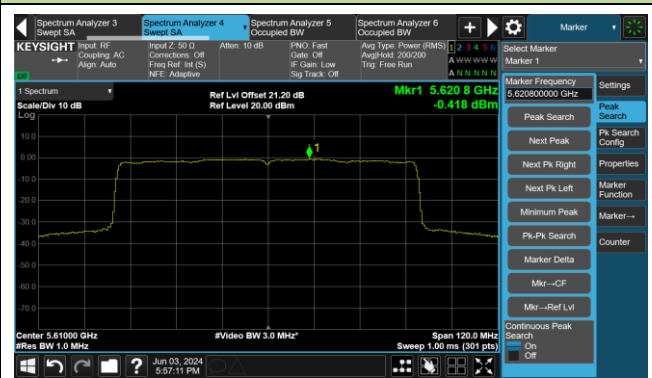 Spectrum Analyzer 3
Swept SA
Spectrum Analyzer 4
Swept SA
Spectrum Analyzer 5
Occupied BW
Spectrum Analyzer 6
Occupied BW
Marker
KEYSIGHT
Input: RF
Coupling: AC
Align: Auto
Input Z: 50 Ω
Corrections: Off
Freq Ref: Int (S)
NFE: Adaptive
Atten: 10 dB
PNO: Fast
Gate: Off
IF Gain: Low
Sig Track: Off
Avg Type: Power (RMS)
Avg|Hold: 200/200
Trig: Free Run
1 2 3 4 5 6
A W W W W W
A N N N N N
LXI
Select Marker
Marker 1
1 Spectrum
Scale/Div 10 dB
Log
Ref Lvl Offset 21.20 dB
Ref Level 20.00 dBm
Mkr1 5.620 8 GHz
-0.418 dBm
10.0
0.00
-10.0
-20.0
-30.0
-40.0
-50.0
-60.0
-70.0
1
Center 5.61000 GHz
#Res BW 1.0 MHz
#Video BW 3.0 MHz*
Span 120.0 MHz
Sweep 1.00 ms (301 pts)
Marker Frequency
5.620800000 GHz
Peak Search
Next Peak
Next Pk Right
Next Pk Left
Minimum Peak
Pk-Pk Search
Marker Delta
Mkr→CF
Mkr→Ref Lvl
Continuous Peak
Search
On
Off
Settings
Peak
Search
Pk Search
Config
Properties
Marker
Function
Marker→
Counter
Jun 03, 2024
5:57:11 PM